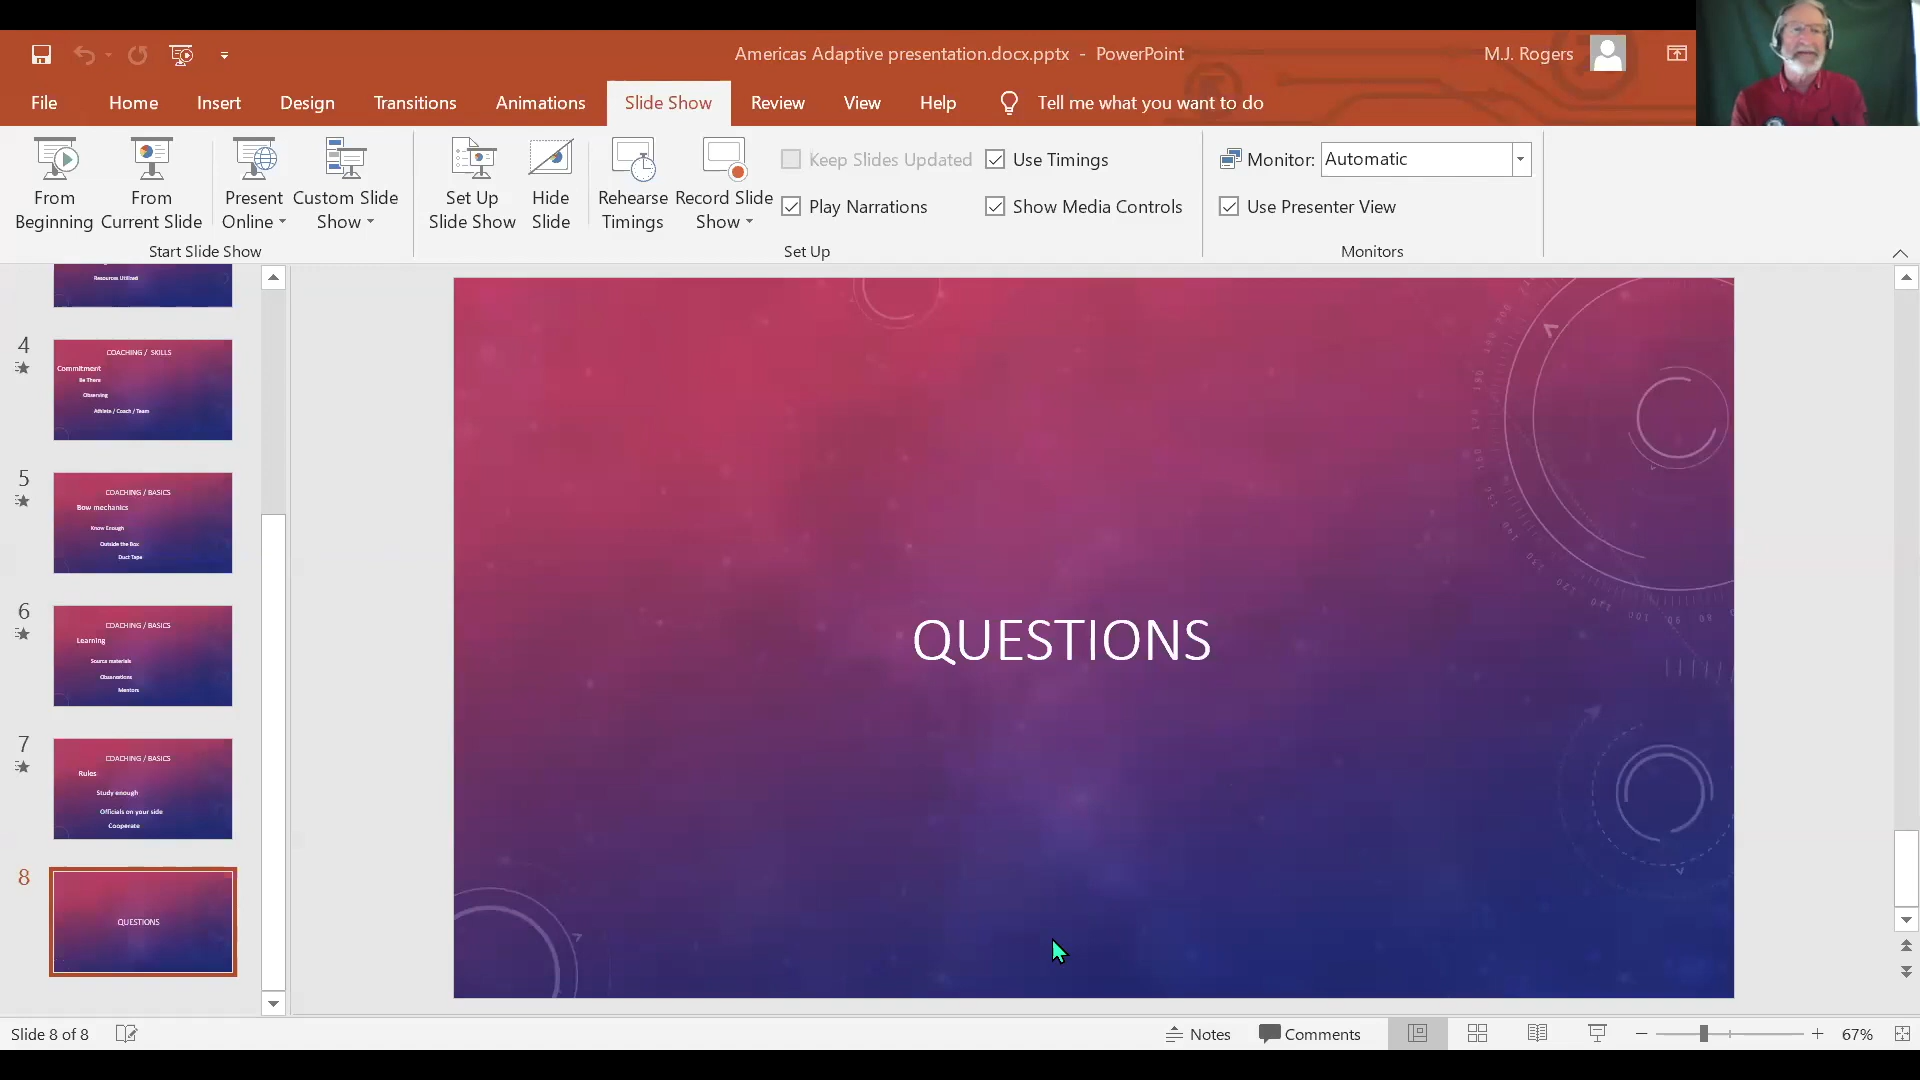 Americas Adaptive presentation.docx.pptx - PowerPoint
M.J. Rogers
File Home Insert Design Transitions Animations Slide Show Review View Help Tell me what you want to do
From Beginning
From Current Slide
Present Online
Custom Slide Show
Set Up Slide Show
Hide Slide
Rehearse Timings
Record Slide Show
Keep Slides Updated
Use Timings
Play Narrations
Show Media Controls
Monitor: Automatic
Use Presenter View
Start Slide Show
Set Up
Monitors
Resources Utilized
4
COACHING / SKILLS
Commitment
Be There
Observing
Athlete / Coach / Team
5
COACHING / BASICS
Bow mechanics
Know Enough
Outside the Box
Duct Tape
6
COACHING / BASICS
Learning
Source materials
Observations
Mentors
7
COACHING / BASICS
Rules
Study enough
Officials on your side
Cooperate
8
QUESTIONS
QUESTIONS
Slide 8 of 8
Notes
Comments
67%